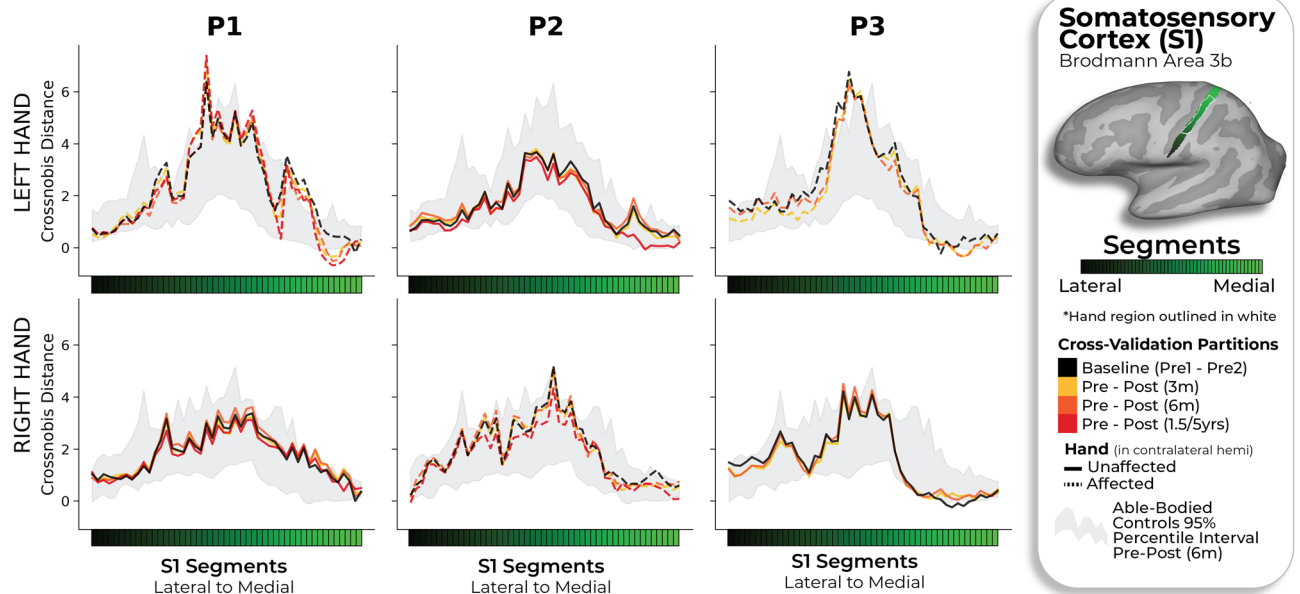 P1
P2
P3
LEFT HAND
Crossnobis Distance
6
4
2
0
RIGHT HAND
Crossnobis Distance
6
4
2
0
S1 Segments
Lateral to Medial
S1 Segments
Lateral to Medial
S1 Segments
Lateral to Medial
Somatosensory
Cortex (S1)
Brodmann Area 3b
Segments
Lateral
Medial
*Hand region outlined in white
Cross-Validation Partitions
Baseline (Pre1 - Pre2)
Pre - Post (3m)
Pre - Post (6m)
Pre - Post (1.5/5yrs)
Hand (in contralateral hemi)
Unaffected
Affected
Able-Bodied
Controls 95%
Percentile Interval
Pre-Post (6m)